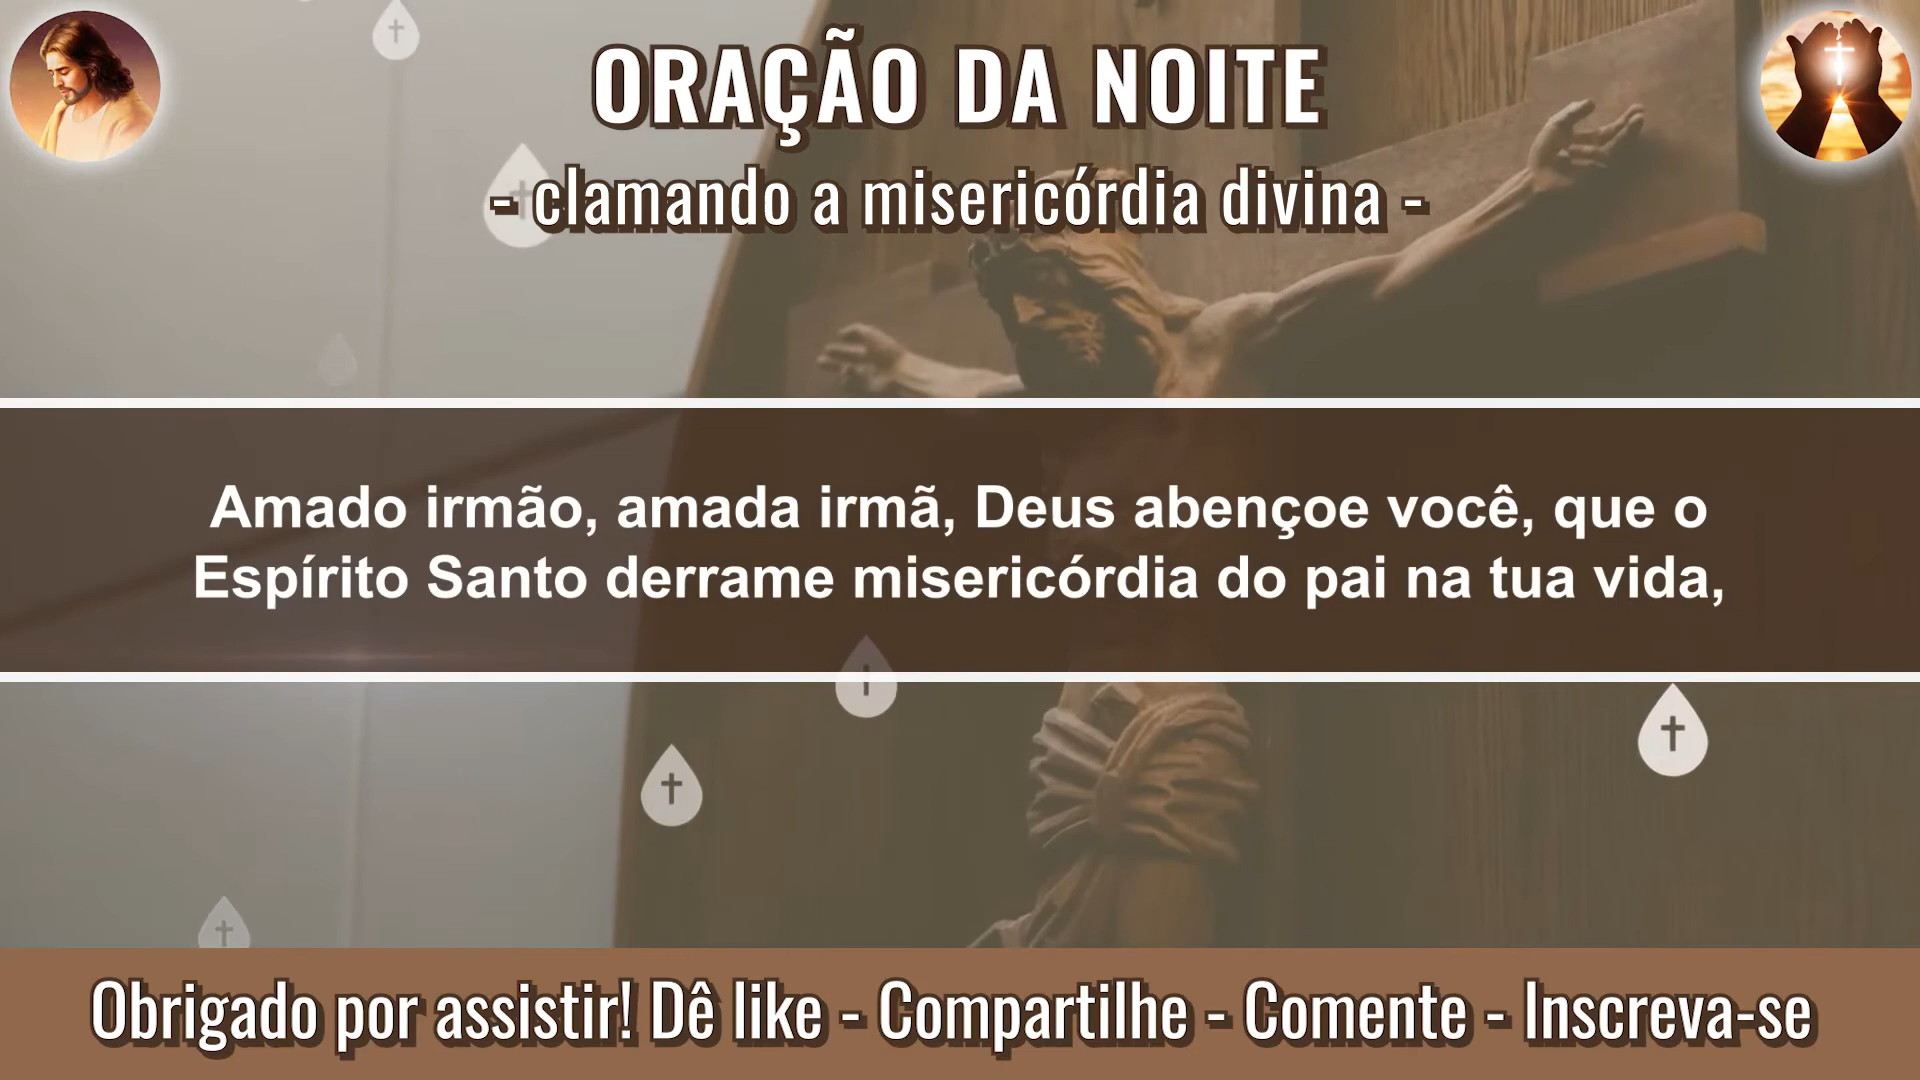 ORAÇÃO DA NOITE
- clamando a misericórdia divina -
Amado irmão, amada irmã, Deus abençoe você, que o
Espírito Santo derrame misericórdia do pai na tua vida,
Obrigado por assistir! Dê like - Compartilhe - Comente - Inscreva-se